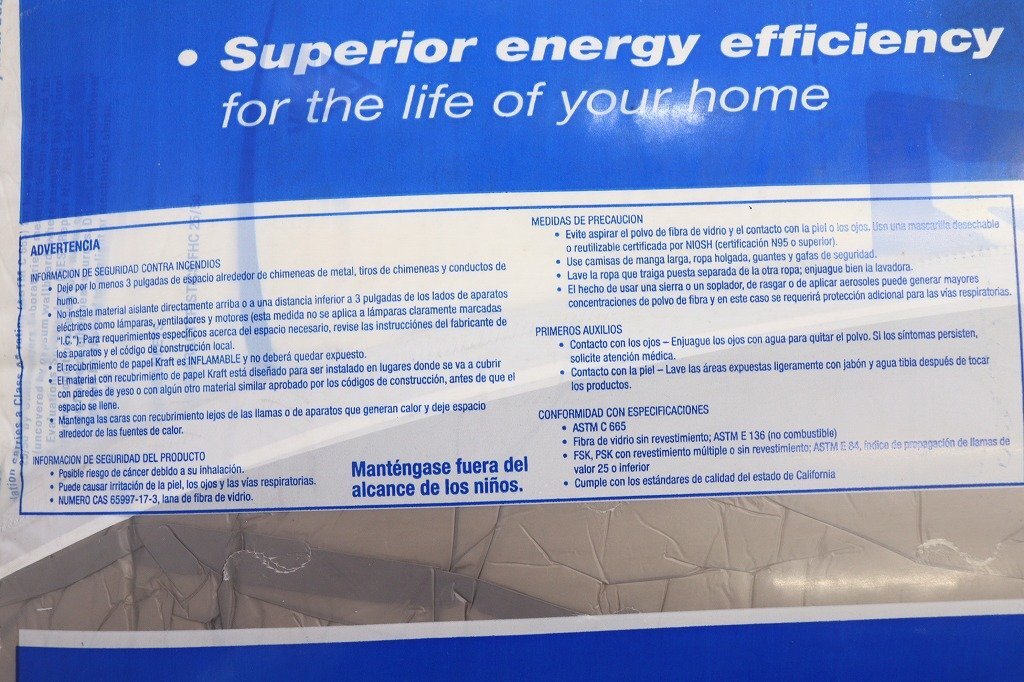 • Superior energy efficiency
for the life of your home
ADVERTENCIA
INFORMACION DE SEGURIDAD CONTRA INCENDIOS
• Deje por lo menos 3 pulgadas de espacio alrededor de chimeneas de metal, tiros de chimeneas y conductos de
humo.
• No instale material aislante directamente arriba o a una distancia inferior a 3 pulgadas de los lados de aparatos
eléctricos como lámparas, ventiladores y motores (esta medida no se aplica a lámparas claramente marcadas
"I.C."). Para requerimientos específicos acerca del espacio necesario, revise las instrucciónes del fabricante de
los aparatos y el código de construcción local.
• El recubrimiento de papel Kraft es INFLAMABLE y no deberá quedar expuesto.
• El material con recubrimiento de papel Kraft está diseñado para ser instalado en lugares donde se va a cubrir
con paredes de yeso o con algún otro material similar aprobado por los códigos de construcción, antes de que el
espacio se llene.
• Mantenga las caras con recubrimiento lejos de las llamas o de aparatos que generan calor y deje espacio
alrededor de las fuentes de calor.
INFORMACION DE SEGURIDAD DEL PRODUCTO
• Posible riesgo de cáncer debido a su inhalación.
• Puede causar irritación de la piel, los ojos y las vías respiratorias.
• NUMERO CAS 65997-17-3, lana de fibra de vidrio.
Manténgase fuera del
alcance de los niños.
MEDIDAS DE PRECAUCION
• Evite aspirar el polvo de fibra de vidrio y el contacto con la piel o los ojos. Use una mascarilla desechable
o reutilizable certificada por NIOSH (certificación N95 o superior).
• Use camisas de manga larga, ropa holgada, guantes y gafas de seguridad.
• Lave la ropa que traiga puesta separada de la otra ropa; enjuague bien la lavadora.
• El hecho de usar una sierra o un soplador, de rasgar o de aplicar aerosoles puede generar mayores
concentraciones de polvo de fibra y en este caso se requerirá protección adicional para las vías respiratorias.
PRIMEROS AUXILIOS
• Contacto con los ojos – Enjuague los ojos con agua para quitar el polvo. Si los síntomas persisten,
solicite atención médica.
• Contacto con la piel – Lave las áreas expuestas ligeramente con jabón y agua tibia después de tocar
los productos.
CONFORMIDAD CON ESPECIFICACIONES
• ASTM C 665
• Fibra de vidrio sin revestimiento; ASTM E 136 (no combustible)
• FSK, PSK con revestimiento múltiple o sin revestimiento; ASTM E 84, índice de propagación de llamas de
valor 25 o inferior
• Cumple con los estándares de calidad del estado de California